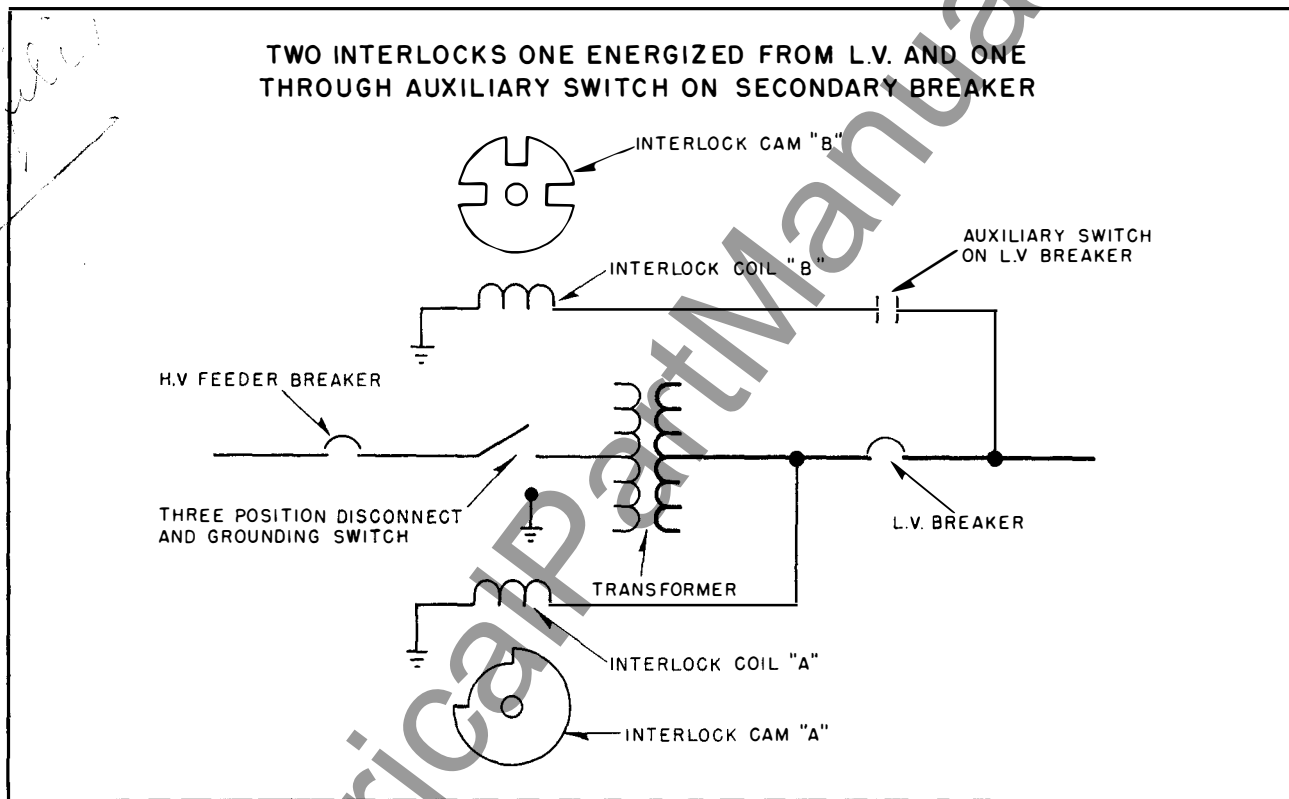 TWO INTERLOCKS ONE ENERGIZED FROM L.V. AND ONE
THROUGH AUXILIARY SWITCH ON SECONDARY BREAKER
INTERLOCK CAM "B"
AUXILIARY SWITCH
ON L.V BREAKER
INTERLOCK COIL "B"
H.V FEEDER BREAKER
THREE POSITION DISCONNECT
AND GROUNDING SWITCH
L.V. BREAKER
TRANSFORMER
INTERLOCK COIL "A"
INTERLOCK CAM "A"
ricalPartManua